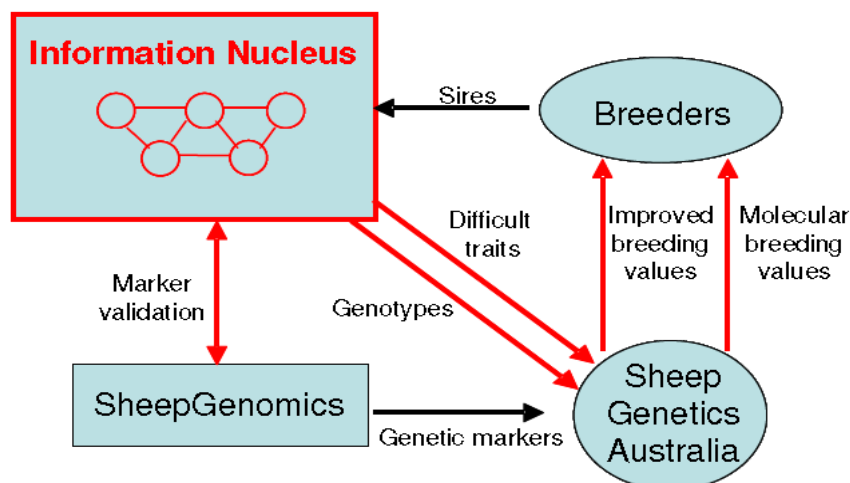 Information Nucleus
Sires
Breeders
Difficult
traits
Improved
breeding
values
Molecular
breeding
values
Marker
validation
Genotypes
SheepGenomics
Genetic markers
Sheep
Genetics
Australia